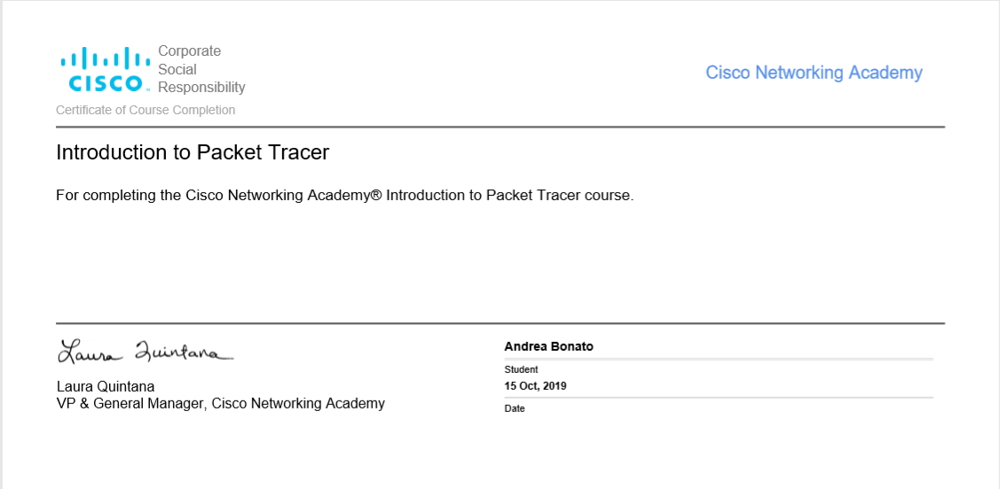 Corporate
Social
Responsibility
CISCO
Cisco Networking Academy
Certificate of Course Completion
Introduction to Packet Tracer
For completing the Cisco Networking Academy® Introduction to Packet Tracer course.
Laura Quintana
Laura Quintana
VP & General Manager, Cisco Networking Academy
Andrea Bonato
Student
15 Oct, 2019
Date